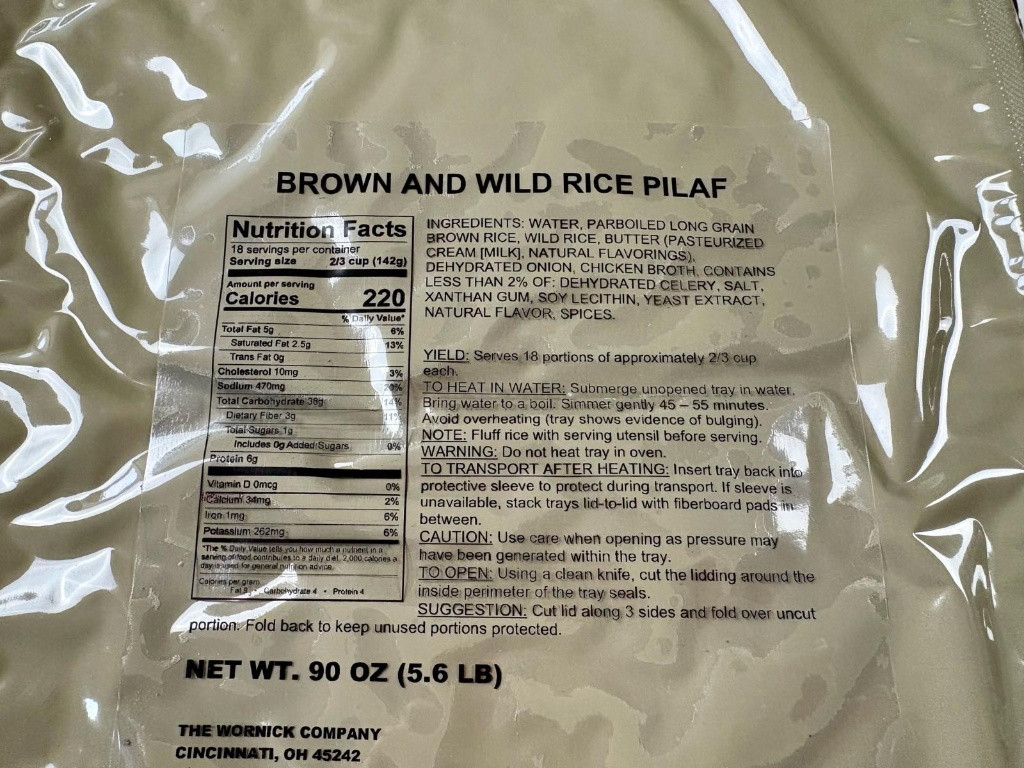 BROWN AND WILD RICE PILAF
Nutrition Facts
18 servings per container
Serving size 2/3 cup (142g)
Amount per serving
Calories 220
% Daily Value*
Total Fat 5g 6%
Saturated Fat 2.5g 13%
Trans Fat 0g
Cholesterol 10mg 3%
Sodium 470mg 20%
Total Carbohydrate 38g 14%
Dietary Fiber 3g 11%
Total Sugars 1g
Includes 0g Added Sugars 0%
Protein 6g
Vitamin D 0mcg 0%
Calcium 34mg 2%
Iron 1mg 6%
Potassium 262mg 6%
*The % Daily Value tells you how much a nutrient in a
serving of food contributes to a daily diet. 2,000 calories a
day is used for general nutrition advice.
Calories per gram
Fat 9 • Carbohydrate 4 • Protein 4
INGREDIENTS: WATER, PARBOILED LONG GRAIN
BROWN RICE, WILD RICE, BUTTER (PASTEURIZED
CREAM [MILK], NATURAL FLAVORINGS),
DEHYDRATED ONION, CHICKEN BROTH, CONTAINS
LESS THAN 2% OF: DEHYDRATED CELERY, SALT,
XANTHAN GUM, SOY LECITHIN, YEAST EXTRACT,
NATURAL FLAVOR, SPICES.
YIELD: Serves 18 portions of approximately 2/3 cup
each.
TO HEAT IN WATER: Submerge unopened tray in water.
Bring water to a boil. Simmer gently 45 – 55 minutes.
Avoid overheating (tray shows evidence of bulging).
NOTE: Fluff rice with serving utensil before serving.
WARNING: Do not heat tray in oven.
TO TRANSPORT AFTER HEATING: Insert tray back into
protective sleeve to protect during transport. If sleeve is
unavailable, stack trays lid-to-lid with fiberboard pads in
between.
CAUTION: Use care when opening as pressure may
have been generated within the tray.
TO OPEN: Using a clean knife, cut the lidding around the
inside perimeter of the tray seals.
SUGGESTION: Cut lid along 3 sides and fold over uncut
portion. Fold back to keep unused portions protected.
NET WT. 90 OZ (5.6 LB)
THE WORNICK COMPANY
CINCINNATI, OH 45242